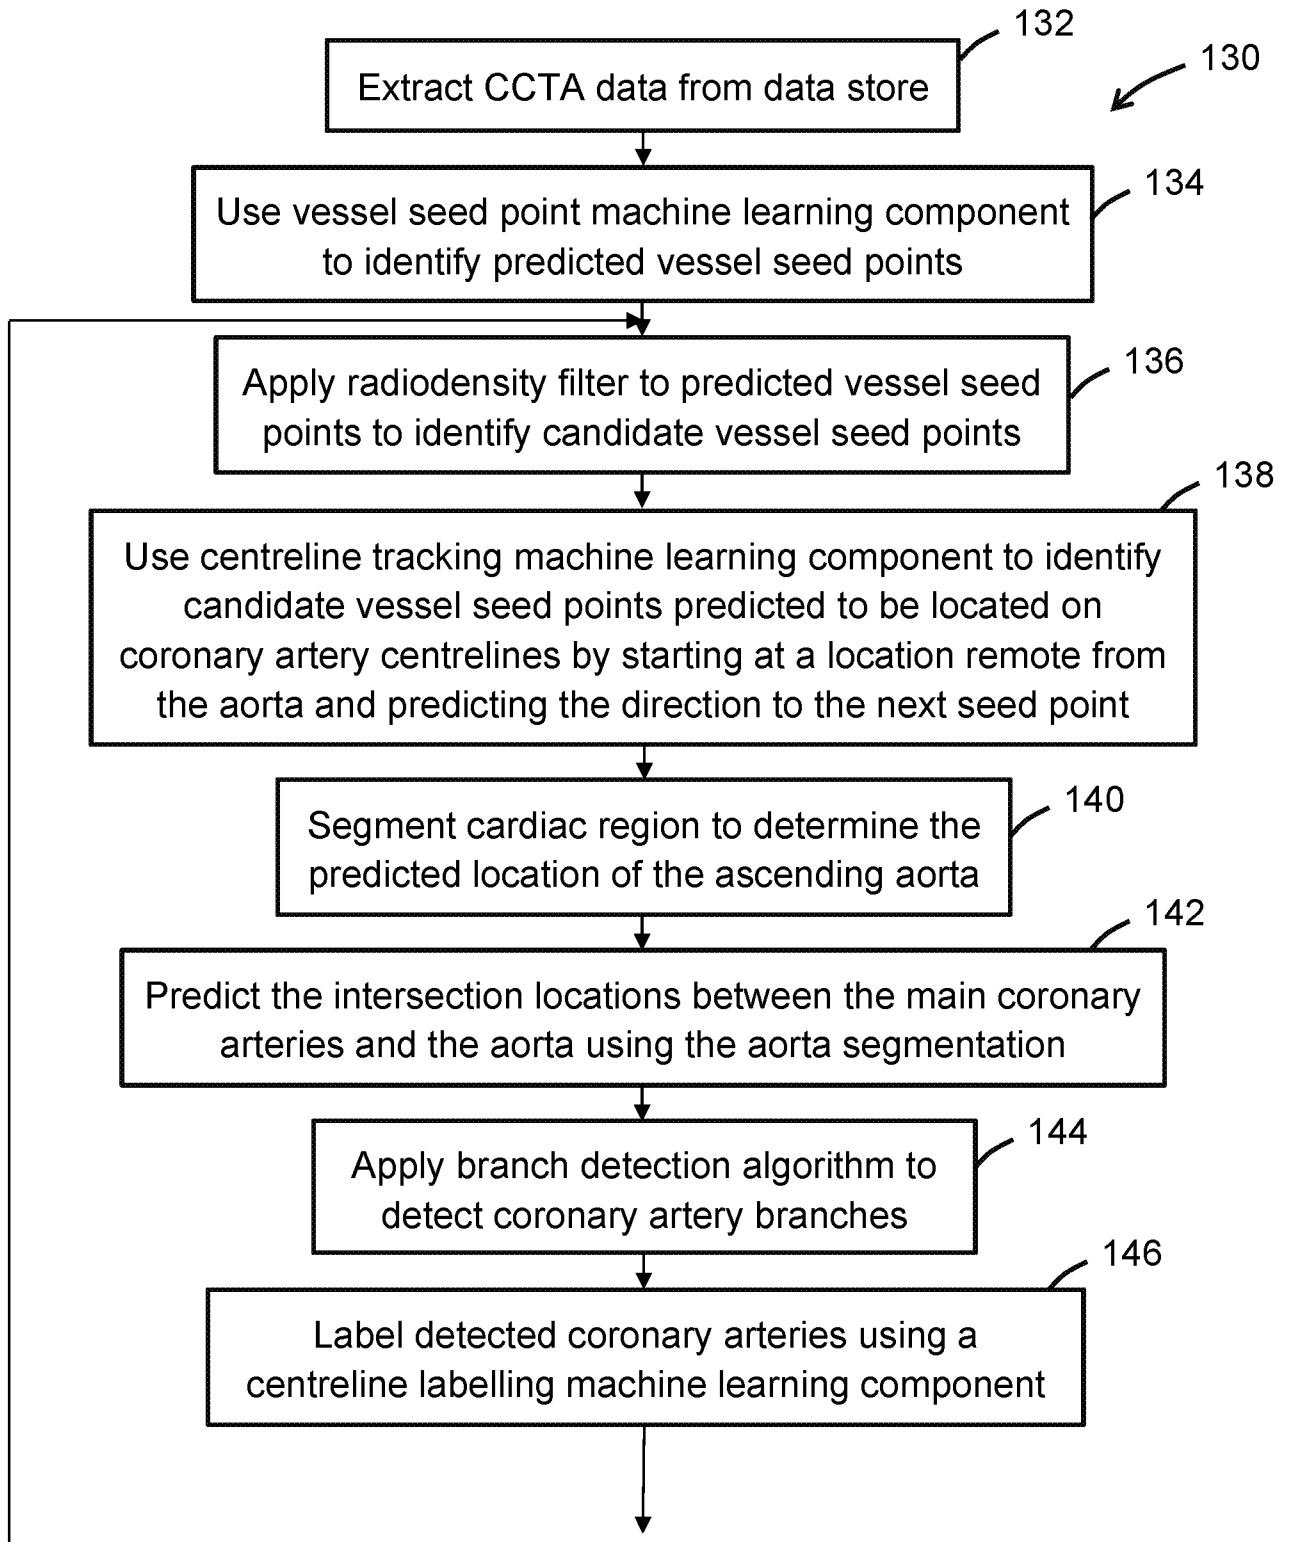 132
130
Extract CCTA data from data store
134
Use vessel seed point machine learning component
to identify predicted vessel seed points
136
Apply radiodensity filter to predicted vessel seed
points to identify candidate vessel seed points
138
Use centreline tracking machine learning component to identify
candidate vessel seed points predicted to be located on
coronary artery centrelines by starting at a location remote from
the aorta and predicting the direction to the next seed point
140
Segment cardiac region to determine the
predicted location of the ascending aorta
142
Predict the intersection locations between the main coronary
arteries and the aorta using the aorta segmentation
144
Apply branch detection algorithm to
detect coronary artery branches
146
Label detected coronary arteries using a
centreline labelling machine learning component